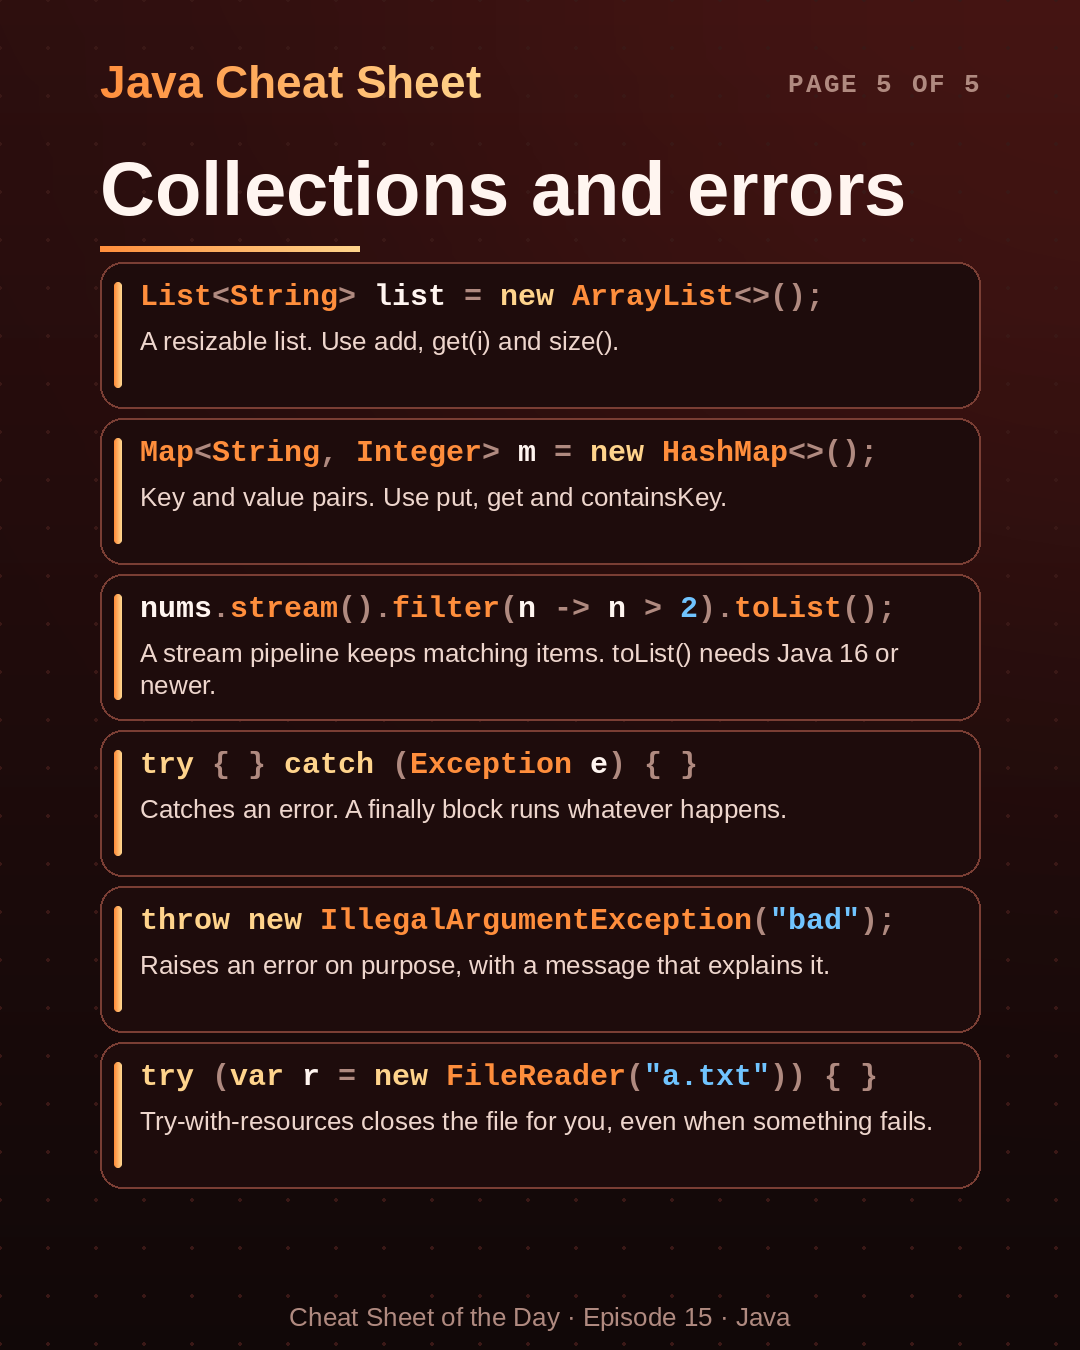 Java Cheat Sheet
PAGE 5 OF 5
Collections and errors
List<String> list = new ArrayList<>();
A resizable list. Use add, get(i) and size().
Map<String, Integer> m = new HashMap<>();
Key and value pairs. Use put, get and containsKey.
nums.stream().filter(n -> n > 2).toList();
A stream pipeline keeps matching items. toList() needs Java 16 or
newer.
try { } catch (Exception e) { }
Catches an error. A finally block runs whatever happens.
throw new IllegalArgumentException("bad");
Raises an error on purpose, with a message that explains it.
try (var r = new FileReader("a.txt")) { }
Try-with-resources closes the file for you, even when something fails.
Cheat Sheet of the Day · Episode 15 · Java